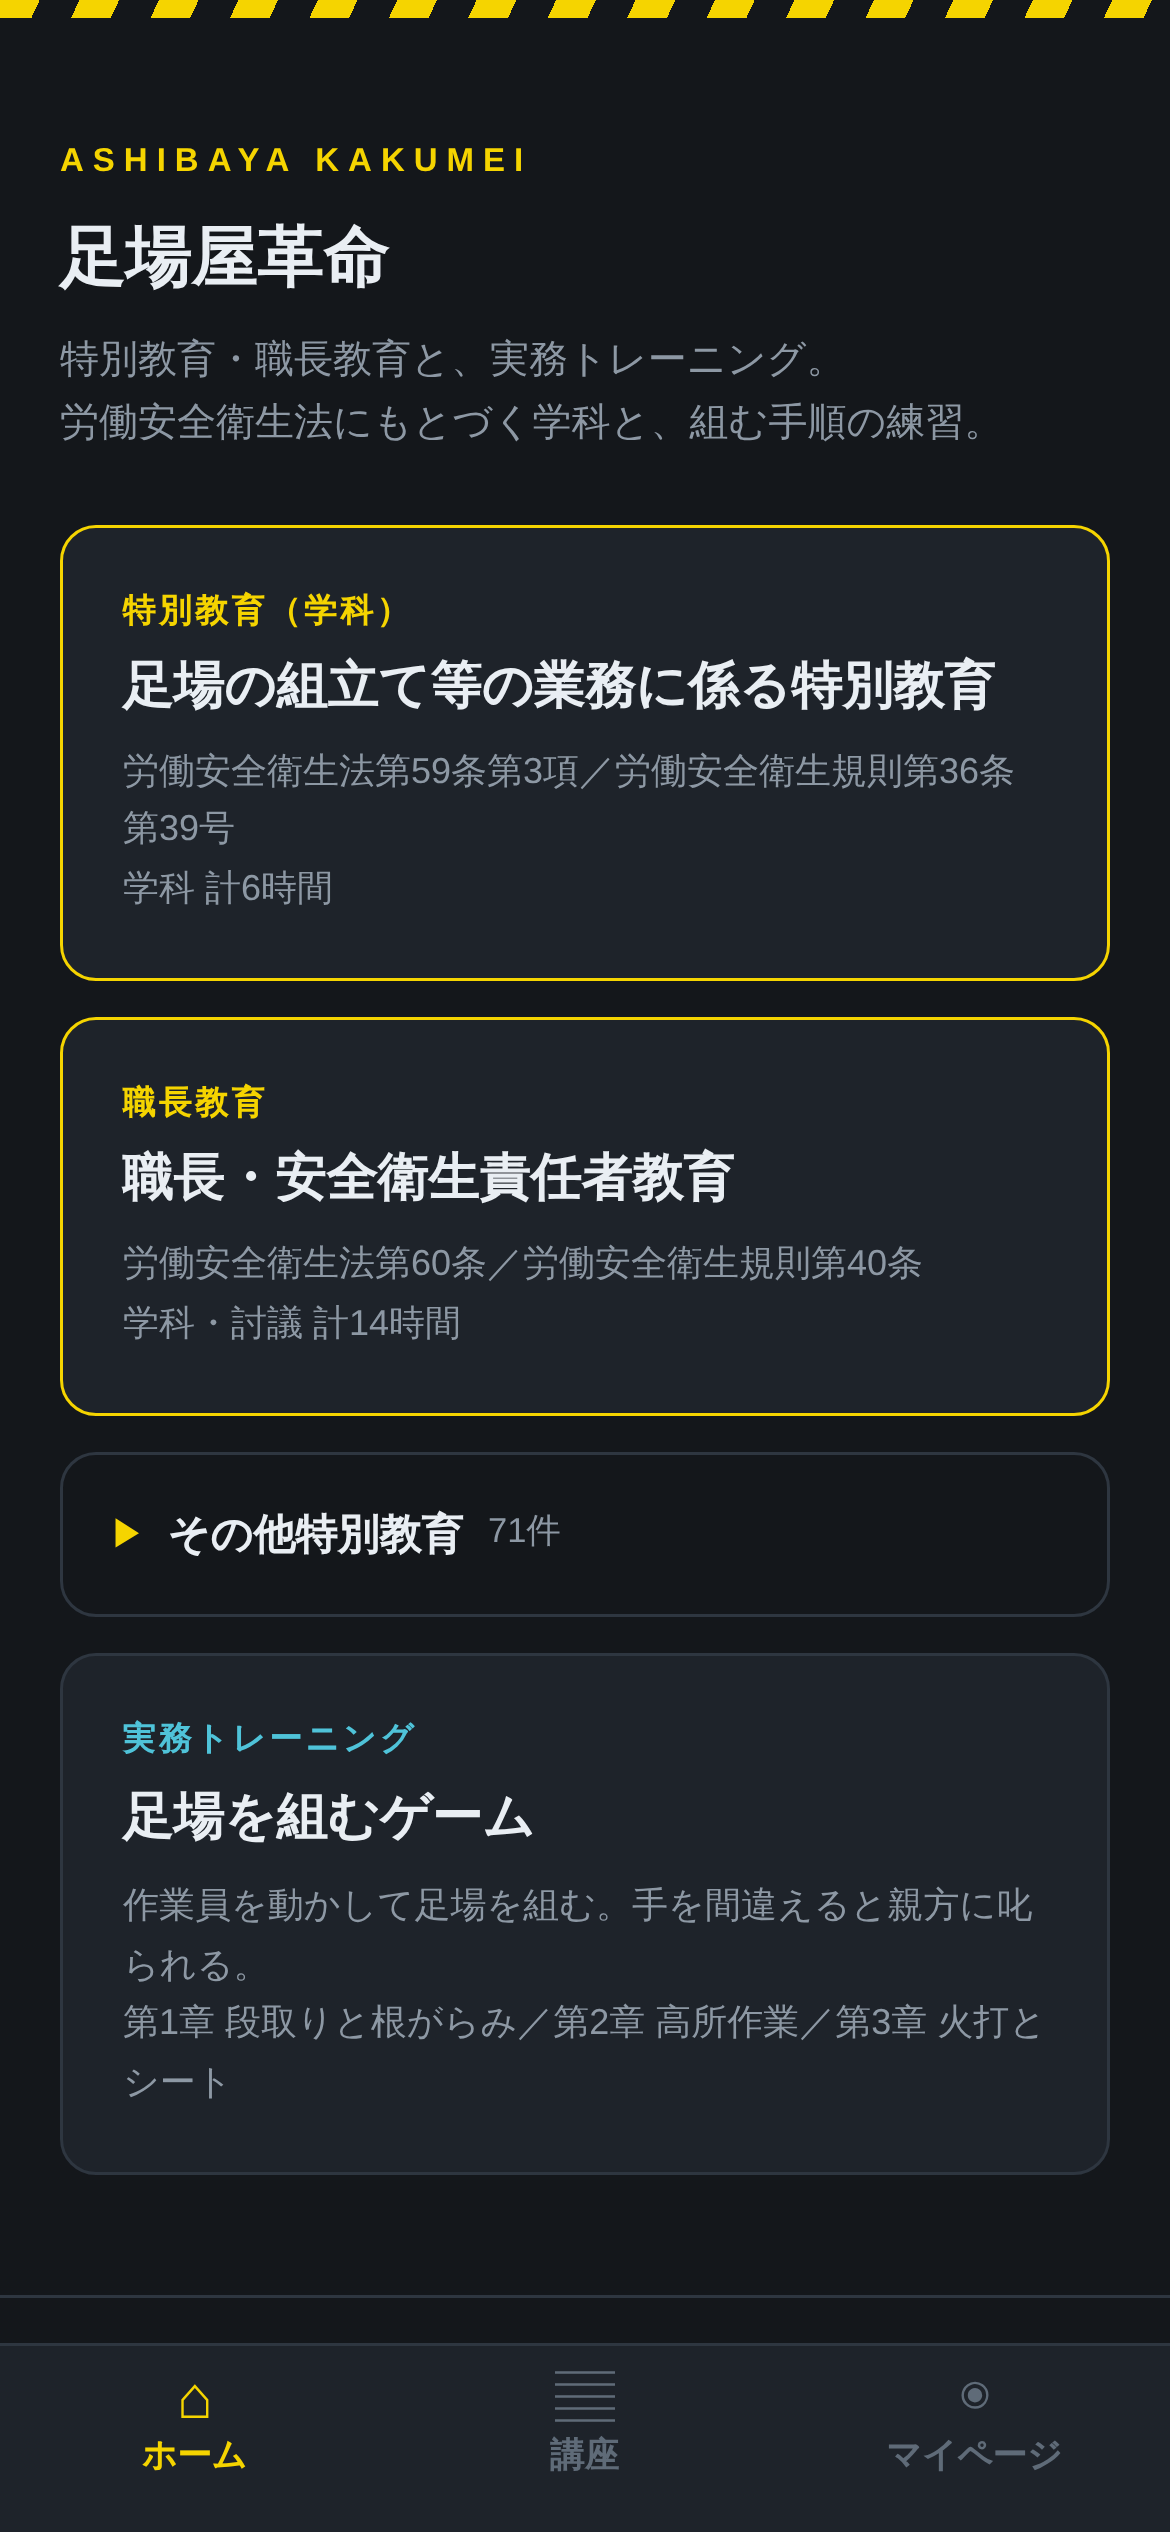 ASHIBAYA KAKUMEI
足場屋革命
特別教育・職長教育と、実務トレーニング。
労働安全衛生法にもとづく学科と、組む手順の練習。
特別教育（学科）
足場の組立て等の業務に係る特別教育
労働安全衛生法第59条第3項／労働安全衛生規則第36条
第39号
学科 計6時間
職長教育
職長・安全衛生責任者教育
労働安全衛生法第60条／労働安全衛生規則第40条
学科・討議 計14時間
その他特別教育 71件
実務トレーニング
足場を組むゲーム
作業員を動かして足場を組む。手を間違えると親方に叱
られる。
第1章 段取りと根がらみ／第2章 高所作業／第3章 火打と
シート
ホーム 講座 マイページ